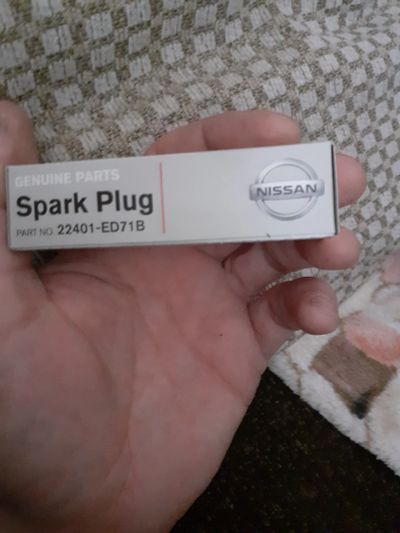 GENUINE PARTS
Spark Plug
PART NO. 22401-ED71B
NISSAN